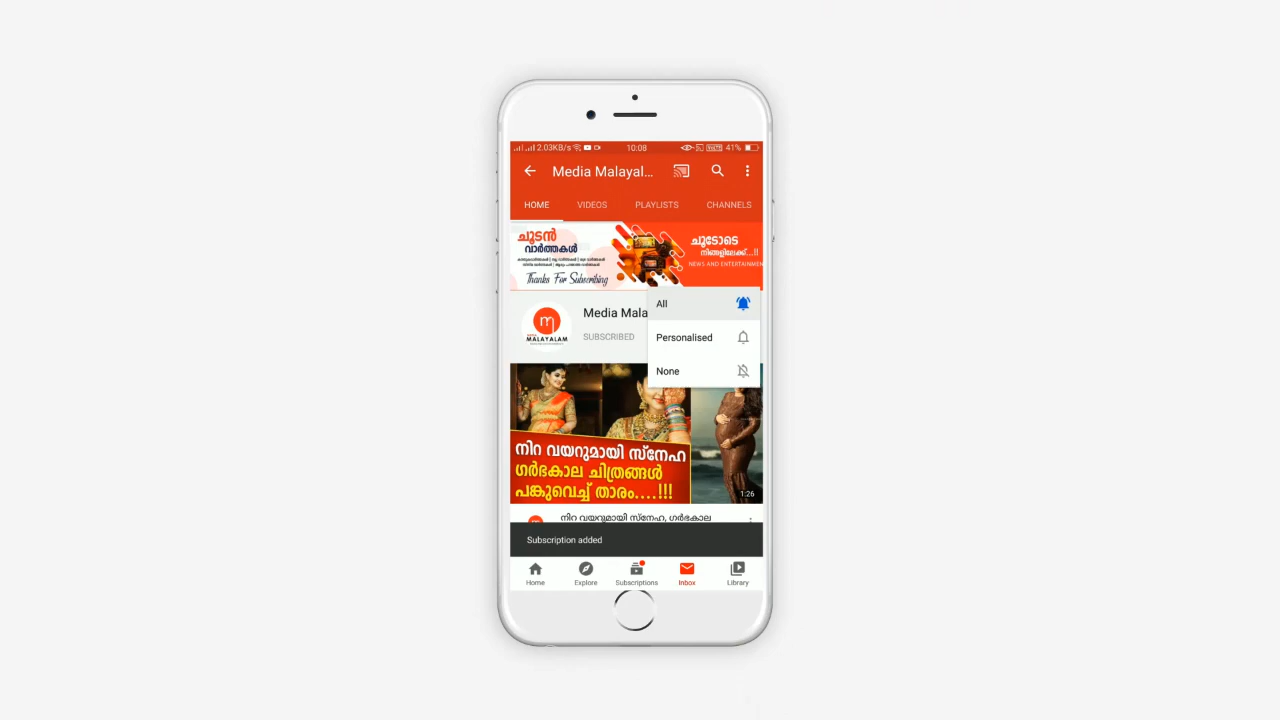 2.03KB/s 10:08 41%
Media Malayal...
HOME VIDEOS PLAYLISTS CHANNELS
ചൂടൻ
വാർത്തകൾ
Thanks For Subscribing
ചൂടോടെ
നിങ്ങളിലേക്ക്...!!
NEWS AND ENTERTAINMEN
All
Personalised
None
m
MALAYALAM
Media Mala
SUBSCRIBED
നിറ വയറുമായി സ്നേഹ
ഗർഭകാല ചിത്രങ്ങൾ
പങ്കുവെച്ച് താരം....!!!
1:26
നിറ വയറുമായി സ്നേഹ, ഗർഭകാല
Subscription added
Home Explore Subscriptions Inbox Library